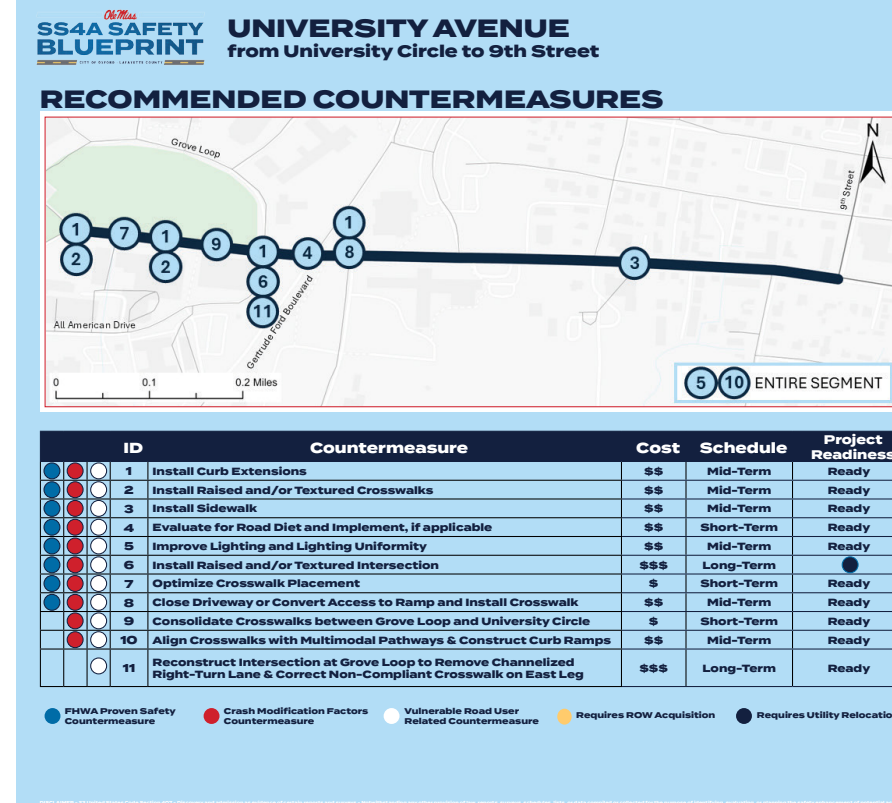 Ole Miss
SS4A SAFETY
BLUEPRINT
CITY OF OXFORD - LAFAYETTE COUNTY
UNIVERSITY AVENUE
from University Circle to 9th Street
RECOMMENDED COUNTERMEASURES
Grove Loop
N
9th Street
1
1
7
1
9
1
4
8
3
2
2
6
11
Gertrude Ford Boulevard
All American Drive
0 0.1 0.2 Miles
5 10 ENTIRE SEGMENT
ID Countermeasure Cost Schedule Project Readiness
1 Install Curb Extensions $$ Mid-Term Ready
2 Install Raised and/or Textured Crosswalks $$ Mid-Term Ready
3 Install Sidewalk $$ Mid-Term Ready
4 Evaluate for Road Diet and Implement, if applicable $$ Short-Term Ready
5 Improve Lighting and Lighting Uniformity $$ Mid-Term Ready
6 Install Raised and/or Textured Intersection $$$ Long-Term
7 Optimize Crosswalk Placement $ Short-Term Ready
8 Close Driveway or Convert Access to Ramp and Install Crosswalk $$ Mid-Term Ready
9 Consolidate Crosswalks between Grove Loop and University Circle $ Short-Term Ready
10 Align Crosswalks with Multimodal Pathways & Construct Curb Ramps $$ Mid-Term Ready
11 Reconstruct Intersection at Grove Loop to Remove Channelized
Right-Turn Lane & Correct Non-Compliant Crosswalk on East Leg $$$ Long-Term Ready
FHWA Proven Safety
Countermeasure
Crash Modification Factors
Countermeasure
Vulnerable Road User
Related Countermeasure
Requires ROW Acquisition
Requires Utility Relocatio